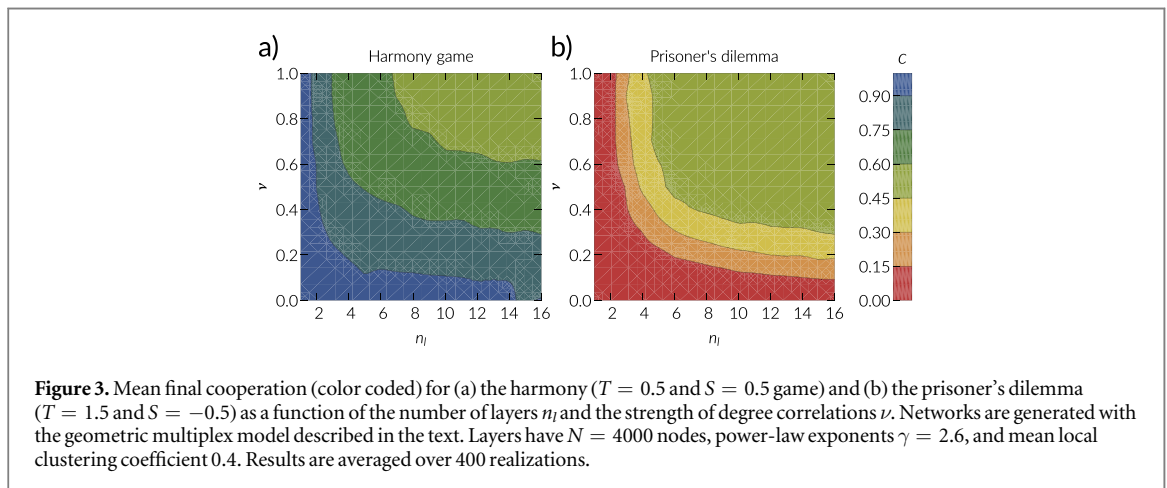 a)
Harmony game
1.0
0.8
0.6
0.4
0.2
0.0
ν
2 4 6 8 10 12 14 16
n_l
b)
Prisoner's dilemma
1.0
0.8
0.6
0.4
0.2
0.0
ν
2 4 6 8 10 12 14 16
n_l
C
0.90
0.75
0.60
0.45
0.30
0.15
0.00
Figure 3. Mean final cooperation (color coded) for (a) the harmony (T = 0.5 and S = 0.5 game) and (b) the prisoner's dilemma
(T = 1.5 and S = −0.5) as a function of the number of layers n_l and the strength of degree correlations ν. Networks are generated with
the geometric multiplex model described in the text. Layers have N = 4000 nodes, power-law exponents γ = 2.6, and mean local
clustering coefficient 0.4. Results are averaged over 400 realizations.